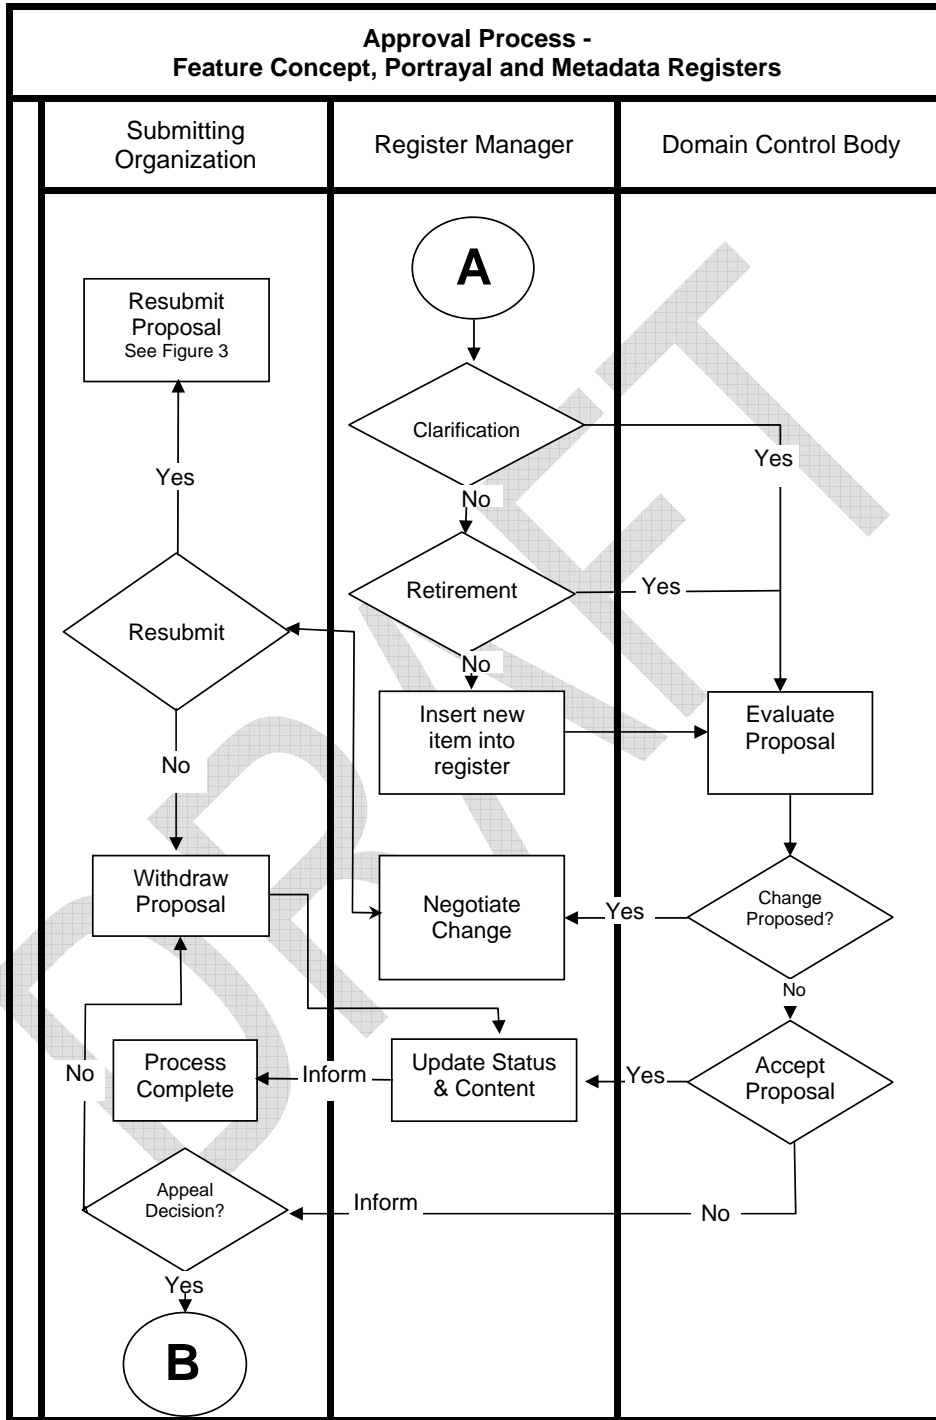 Approval Process -
Feature Concept, Portrayal and Metadata Registers
Submitting
Organization
Register Manager
Domain Control Body
A
Resubmit
Proposal
See Figure 3
Clarification
Yes
Yes
No
Retirement
Yes
Resubmit
No
Insert new
item into
register
Evaluate
Proposal
No
Withdraw
Proposal
Negotiate
Change
Yes
Change
Proposed?
No
No
Process
Complete
Inform
Update Status
& Content
Yes
Accept
Proposal
Appeal
Decision?
Inform
No
Yes
B
DRAFT